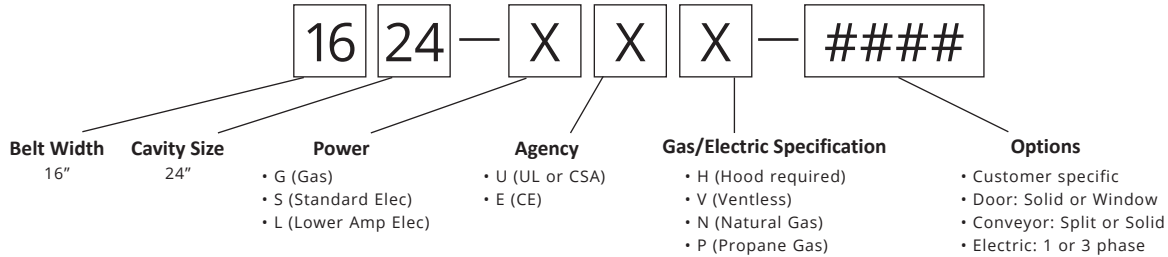 16 24 — X X X — ####
Belt Width
16”
Cavity Size
24”
Power
• G (Gas)
• S (Standard Elec)
• L (Lower Amp Elec)
Agency
• U (UL or CSA)
• E (CE)
Gas/Electric Specification
• H (Hood required)
• V (Ventless)
• N (Natural Gas)
• P (Propane Gas)
Options
• Customer specific
• Door: Solid or Window
• Conveyor: Split or Solid
• Electric: 1 or 3 phase